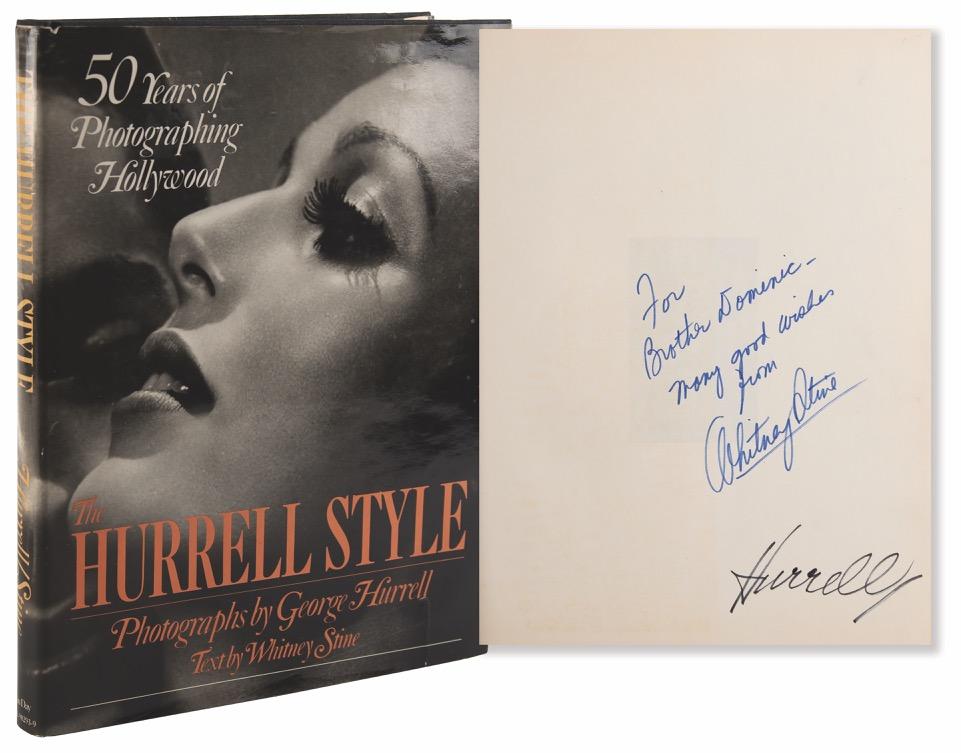 THE HURRELL STYLE
50 Years of
Photographing
Hollywood
The
HURRELL STYLE
Photographs by George Hurrell
Text by Whitney Stine
For
Brother Dominic-
Many good wishes
from
Whitney Stine
Hurrell